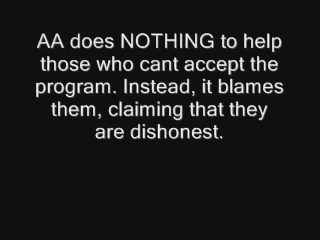 AA does NOTHING to help
those who cant accept the
program. Instead, it blames
them, claiming that they
are dishonest.